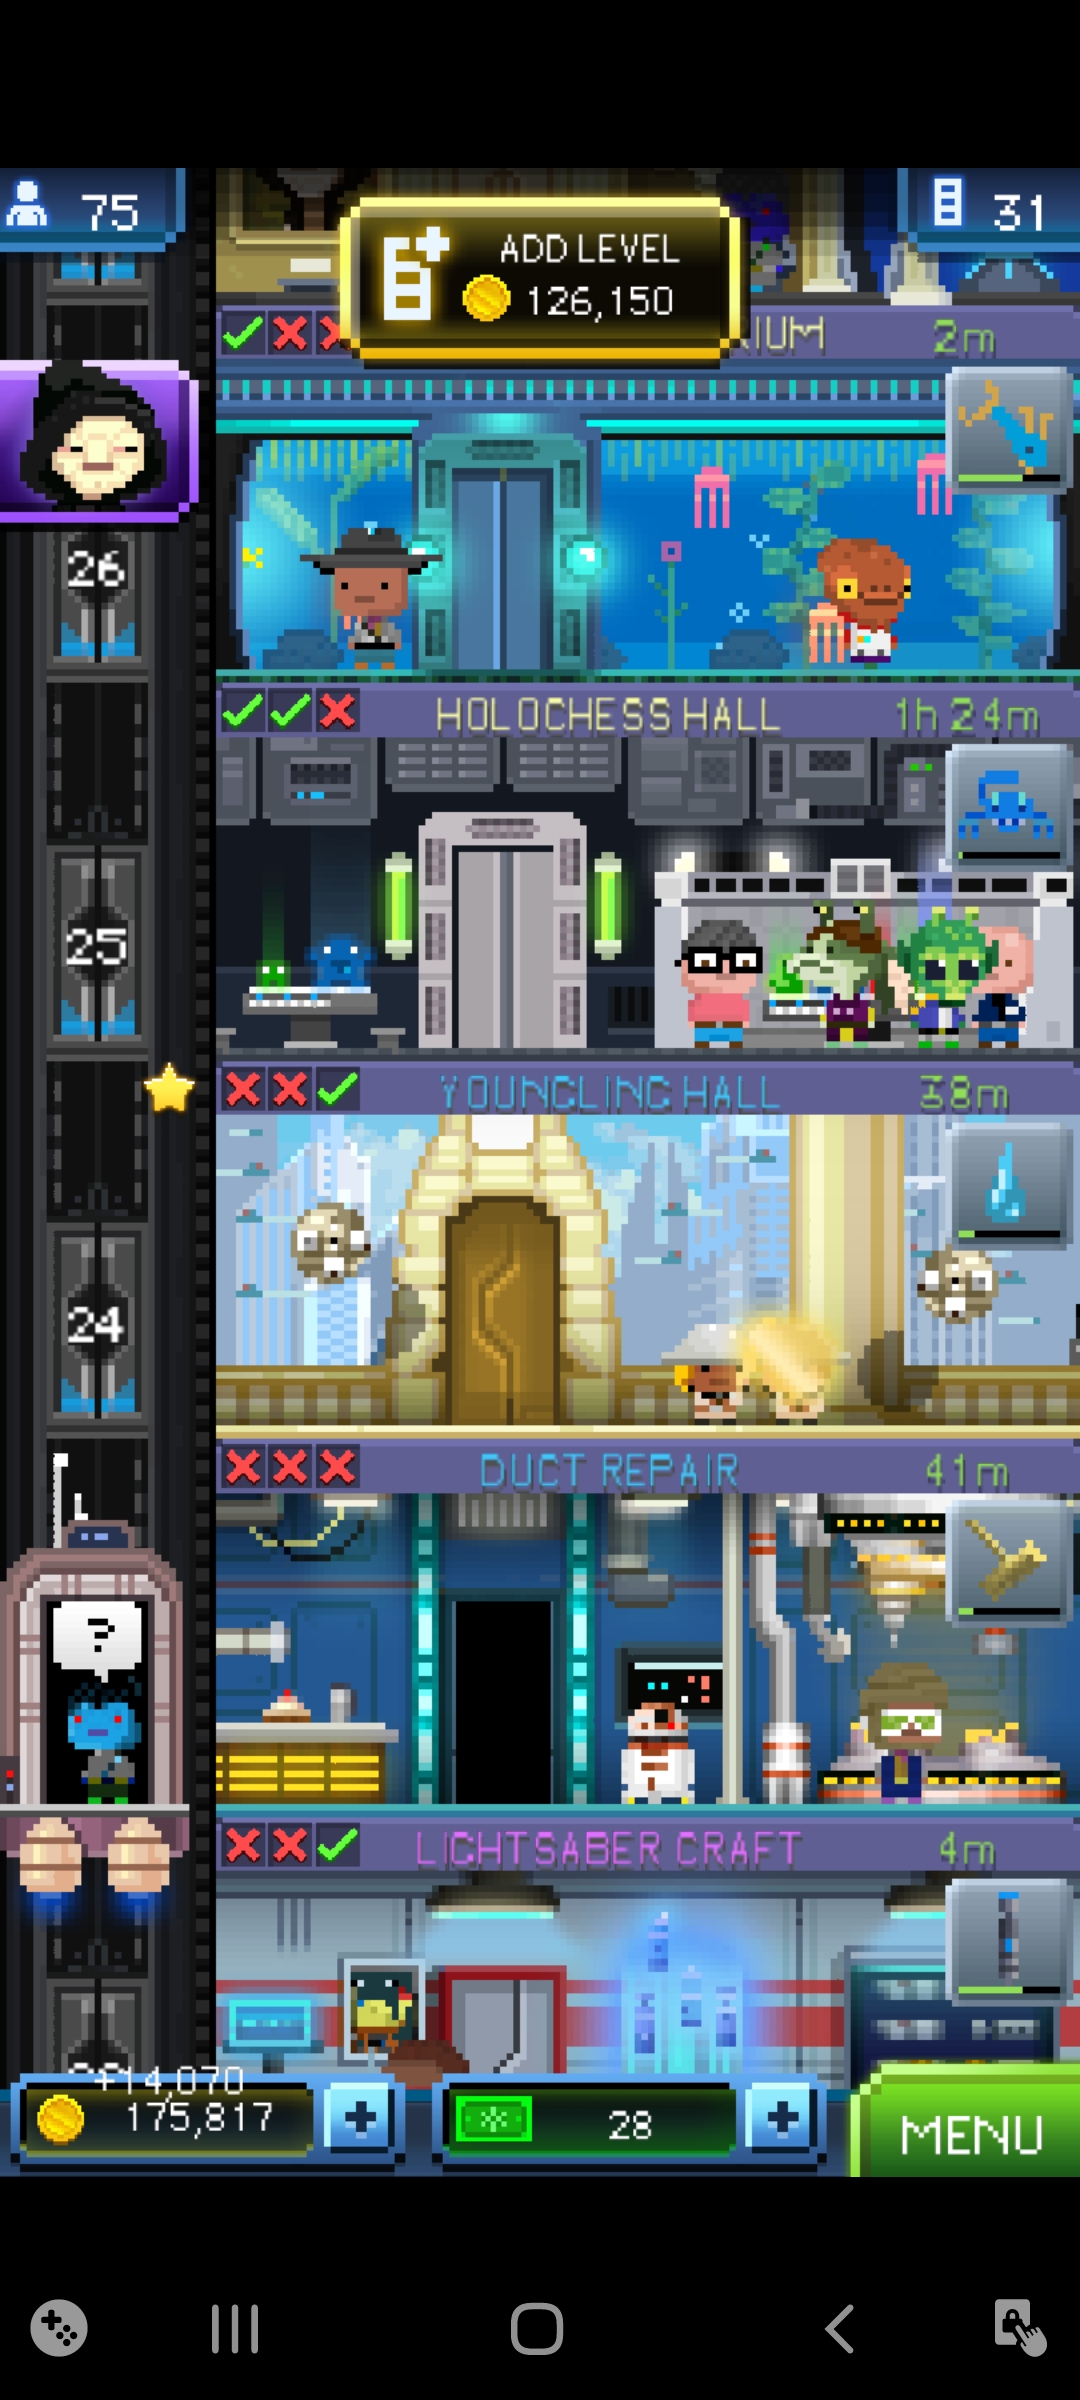 75
ADD LEVEL
126,150
31
RIUM 2m
26
HOLOCHESS HALL 1h 24m
25
YOUNGLING HALL 38m
24
DUCT REPAIR 41m
?
LIGHTSABER CRAFT 4m
+14,070
175,817
28
MENU